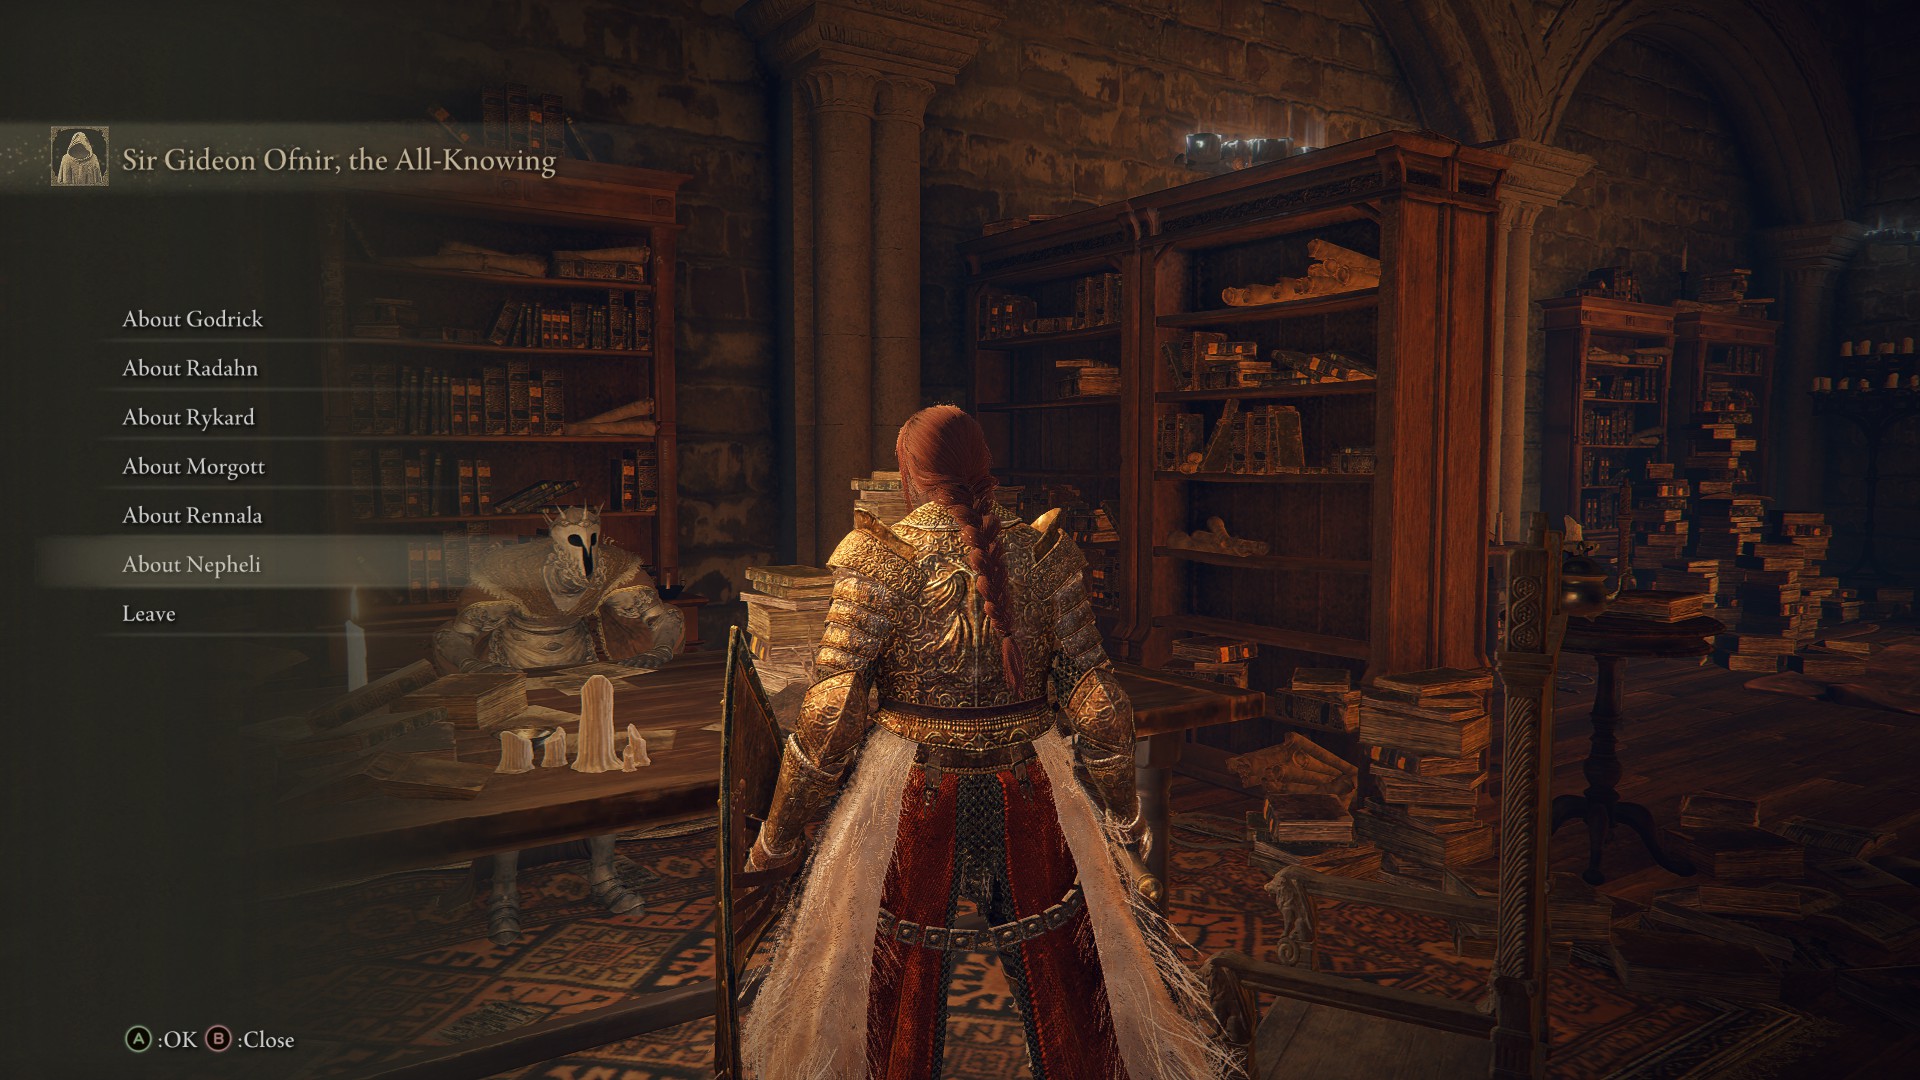 Sir Gideon Ofnir, the All-Knowing
About Godrick
About Radahn
About Rykard
About Morgott
About Rennala
About Nepheli
Leave
A :OK B :Close